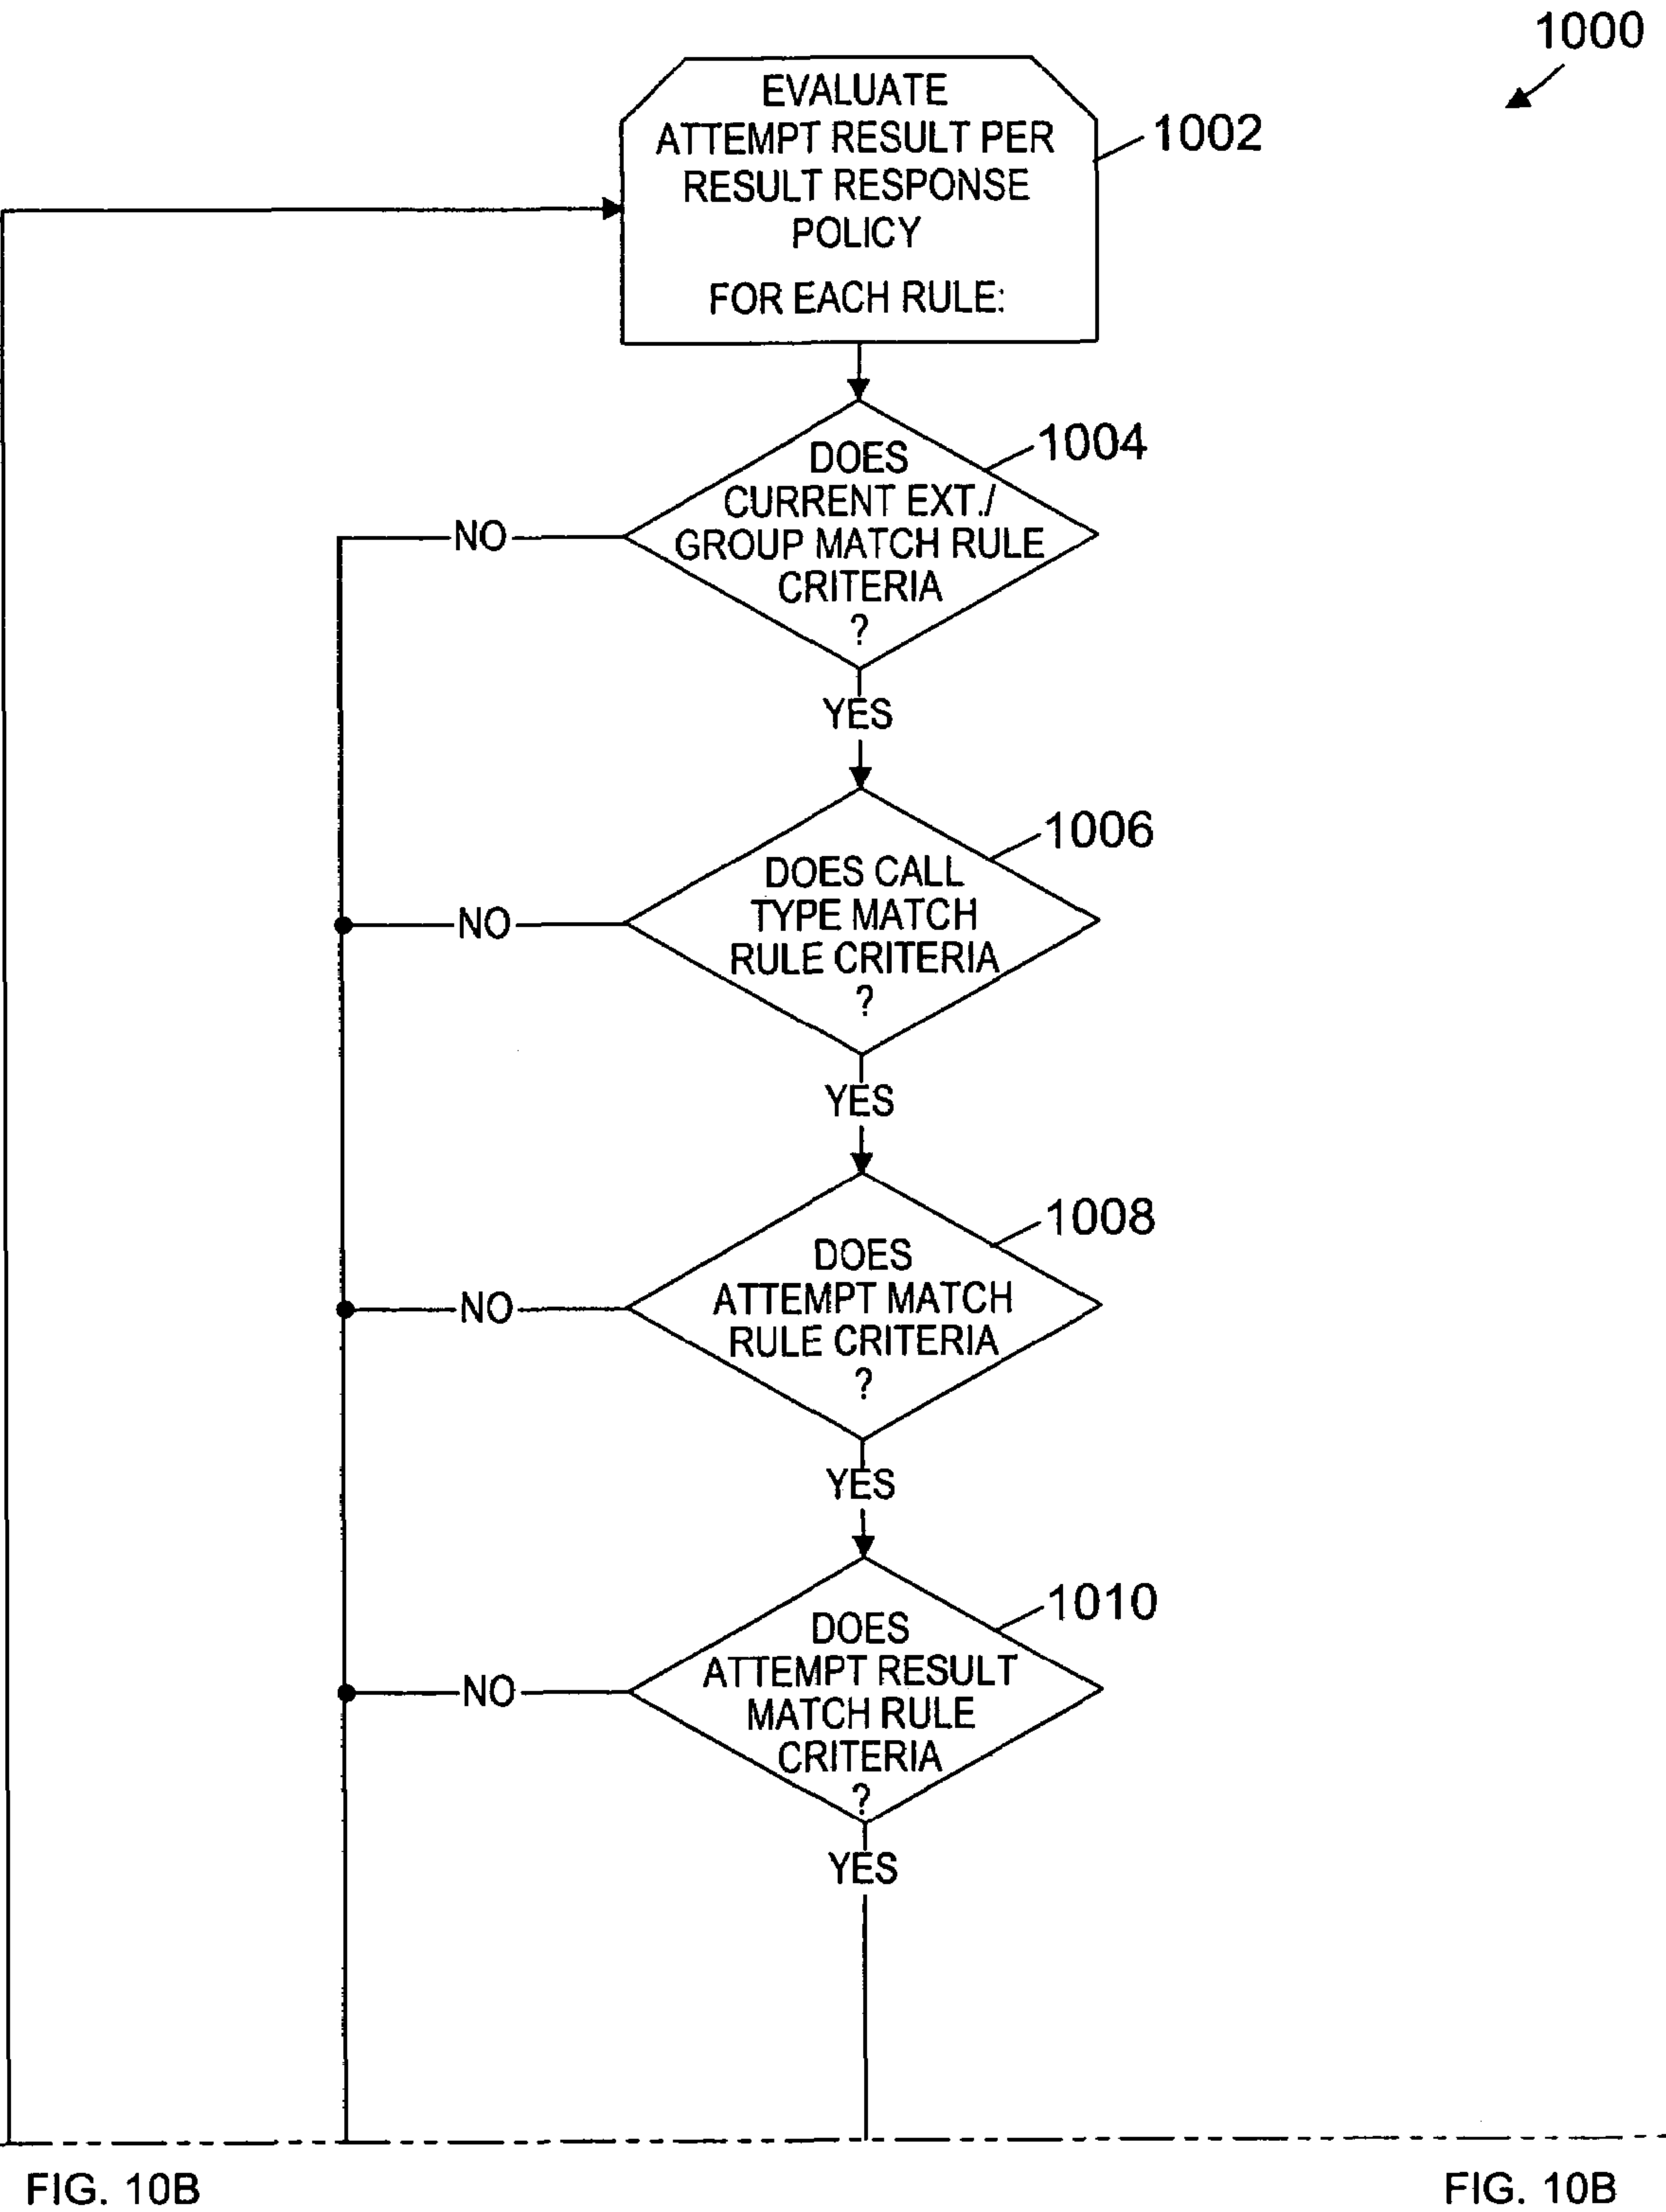 1000
EVALUATE
ATTEMPT RESULT PER
RESULT RESPONSE
POLICY
FOR EACH RULE:
1002
DOES
CURRENT EXT./
GROUP MATCH RULE
CRITERIA
?
1004
NO
YES
DOES CALL
TYPE MATCH
RULE CRITERIA
?
1006
NO
YES
DOES
ATTEMPT MATCH
RULE CRITERIA
?
1008
NO
YES
DOES
ATTEMPT RESULT
MATCH RULE
CRITERIA
?
1010
NO
YES
FIG. 10B
FIG. 10B